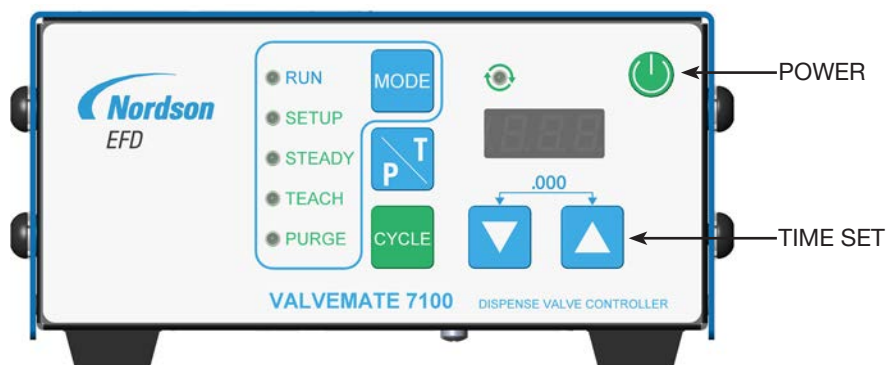 Nordson
EFD
RUN
SETUP
STEADY
TEACH
PURGE
MODE
P T
CYCLE
.000
POWER
TIME SET
VALVEMATE 7100
DISPENSE VALVE CONTROLLER